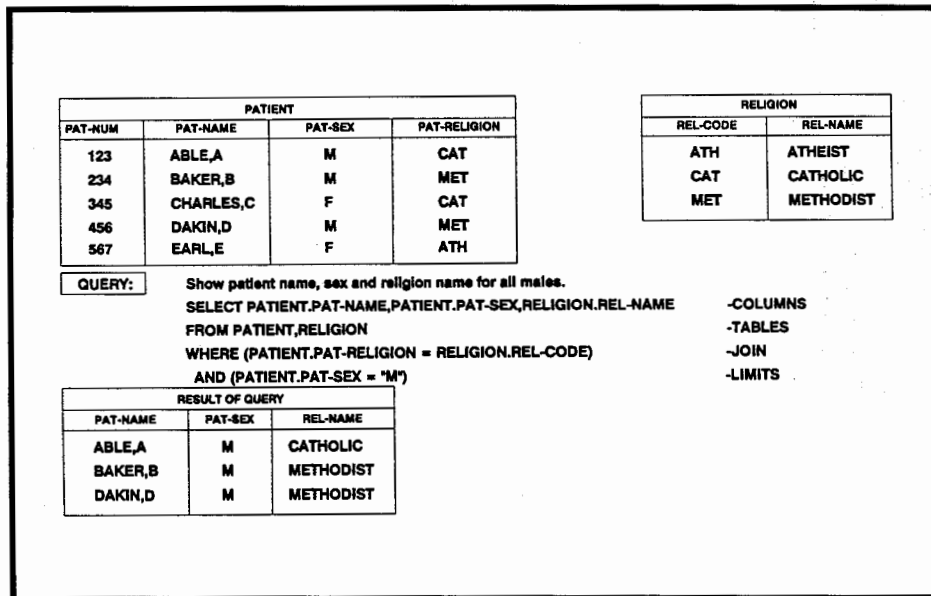 PATIENT
PAT-NUM PAT-NAME PAT-SEX PAT-RELIGION
123 ABLE,A M CAT
234 BAKER,B M MET
345 CHARLES,C F CAT
456 DAKIN,D M MET
567 EARL,E F ATH
RELIGION
REL-CODE REL-NAME
ATH ATHEIST
CAT CATHOLIC
MET METHODIST
QUERY: Show patient name, sex and religion name for all males.
SELECT PATIENT.PAT-NAME,PATIENT.PAT-SEX,RELIGION.REL-NAME -COLUMNS
FROM PATIENT,RELIGION -TABLES
WHERE (PATIENT.PAT-RELIGION = RELIGION.REL-CODE) -JOIN
AND (PATIENT.PAT-SEX = "M") -LIMITS
RESULT OF QUERY
PAT-NAME PAT-SEX REL-NAME
ABLE,A M CATHOLIC
BAKER,B M METHODIST
DAKIN,D M METHODIST